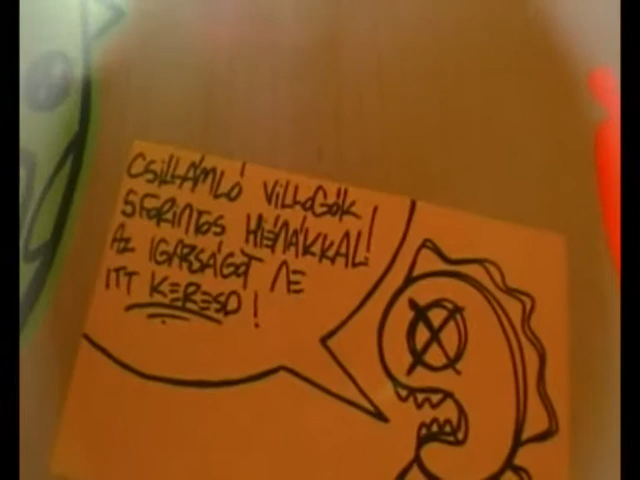 CSILLÁMLÓ VILLOGÓK
5FORINTOS HIÉNÁKKAL!
AZ IGAZSÁGOT NE
ITT KERESD!